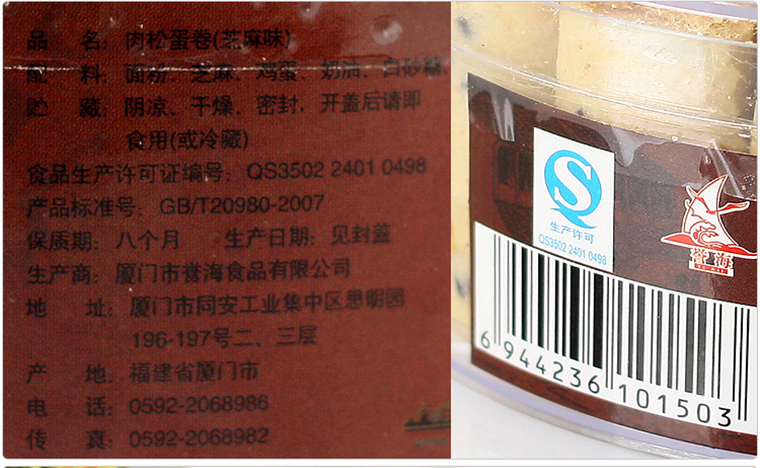 品 名：肉松蛋卷(芝麻味)
配 料：面粉、芝麻、鸡蛋、奶油、白砂糖、
贮 藏：阴凉、干燥、密封，开盖后请即
食用(或冷藏)
食品生产许可证编号：QS3502 2401 0498
产品标准号：GB/T20980-2007
保质期：八个月 生产日期：见封盖
生产商：厦门市誉海食品有限公司
地 址：厦门市同安工业集中区思明园
196-197号二、三层
产 地：福建省厦门市
电 话：0592-2068986
传 真：0592-2068982
QS
生产许可
QS3502 2401 0498
誉海
6 944236 101503